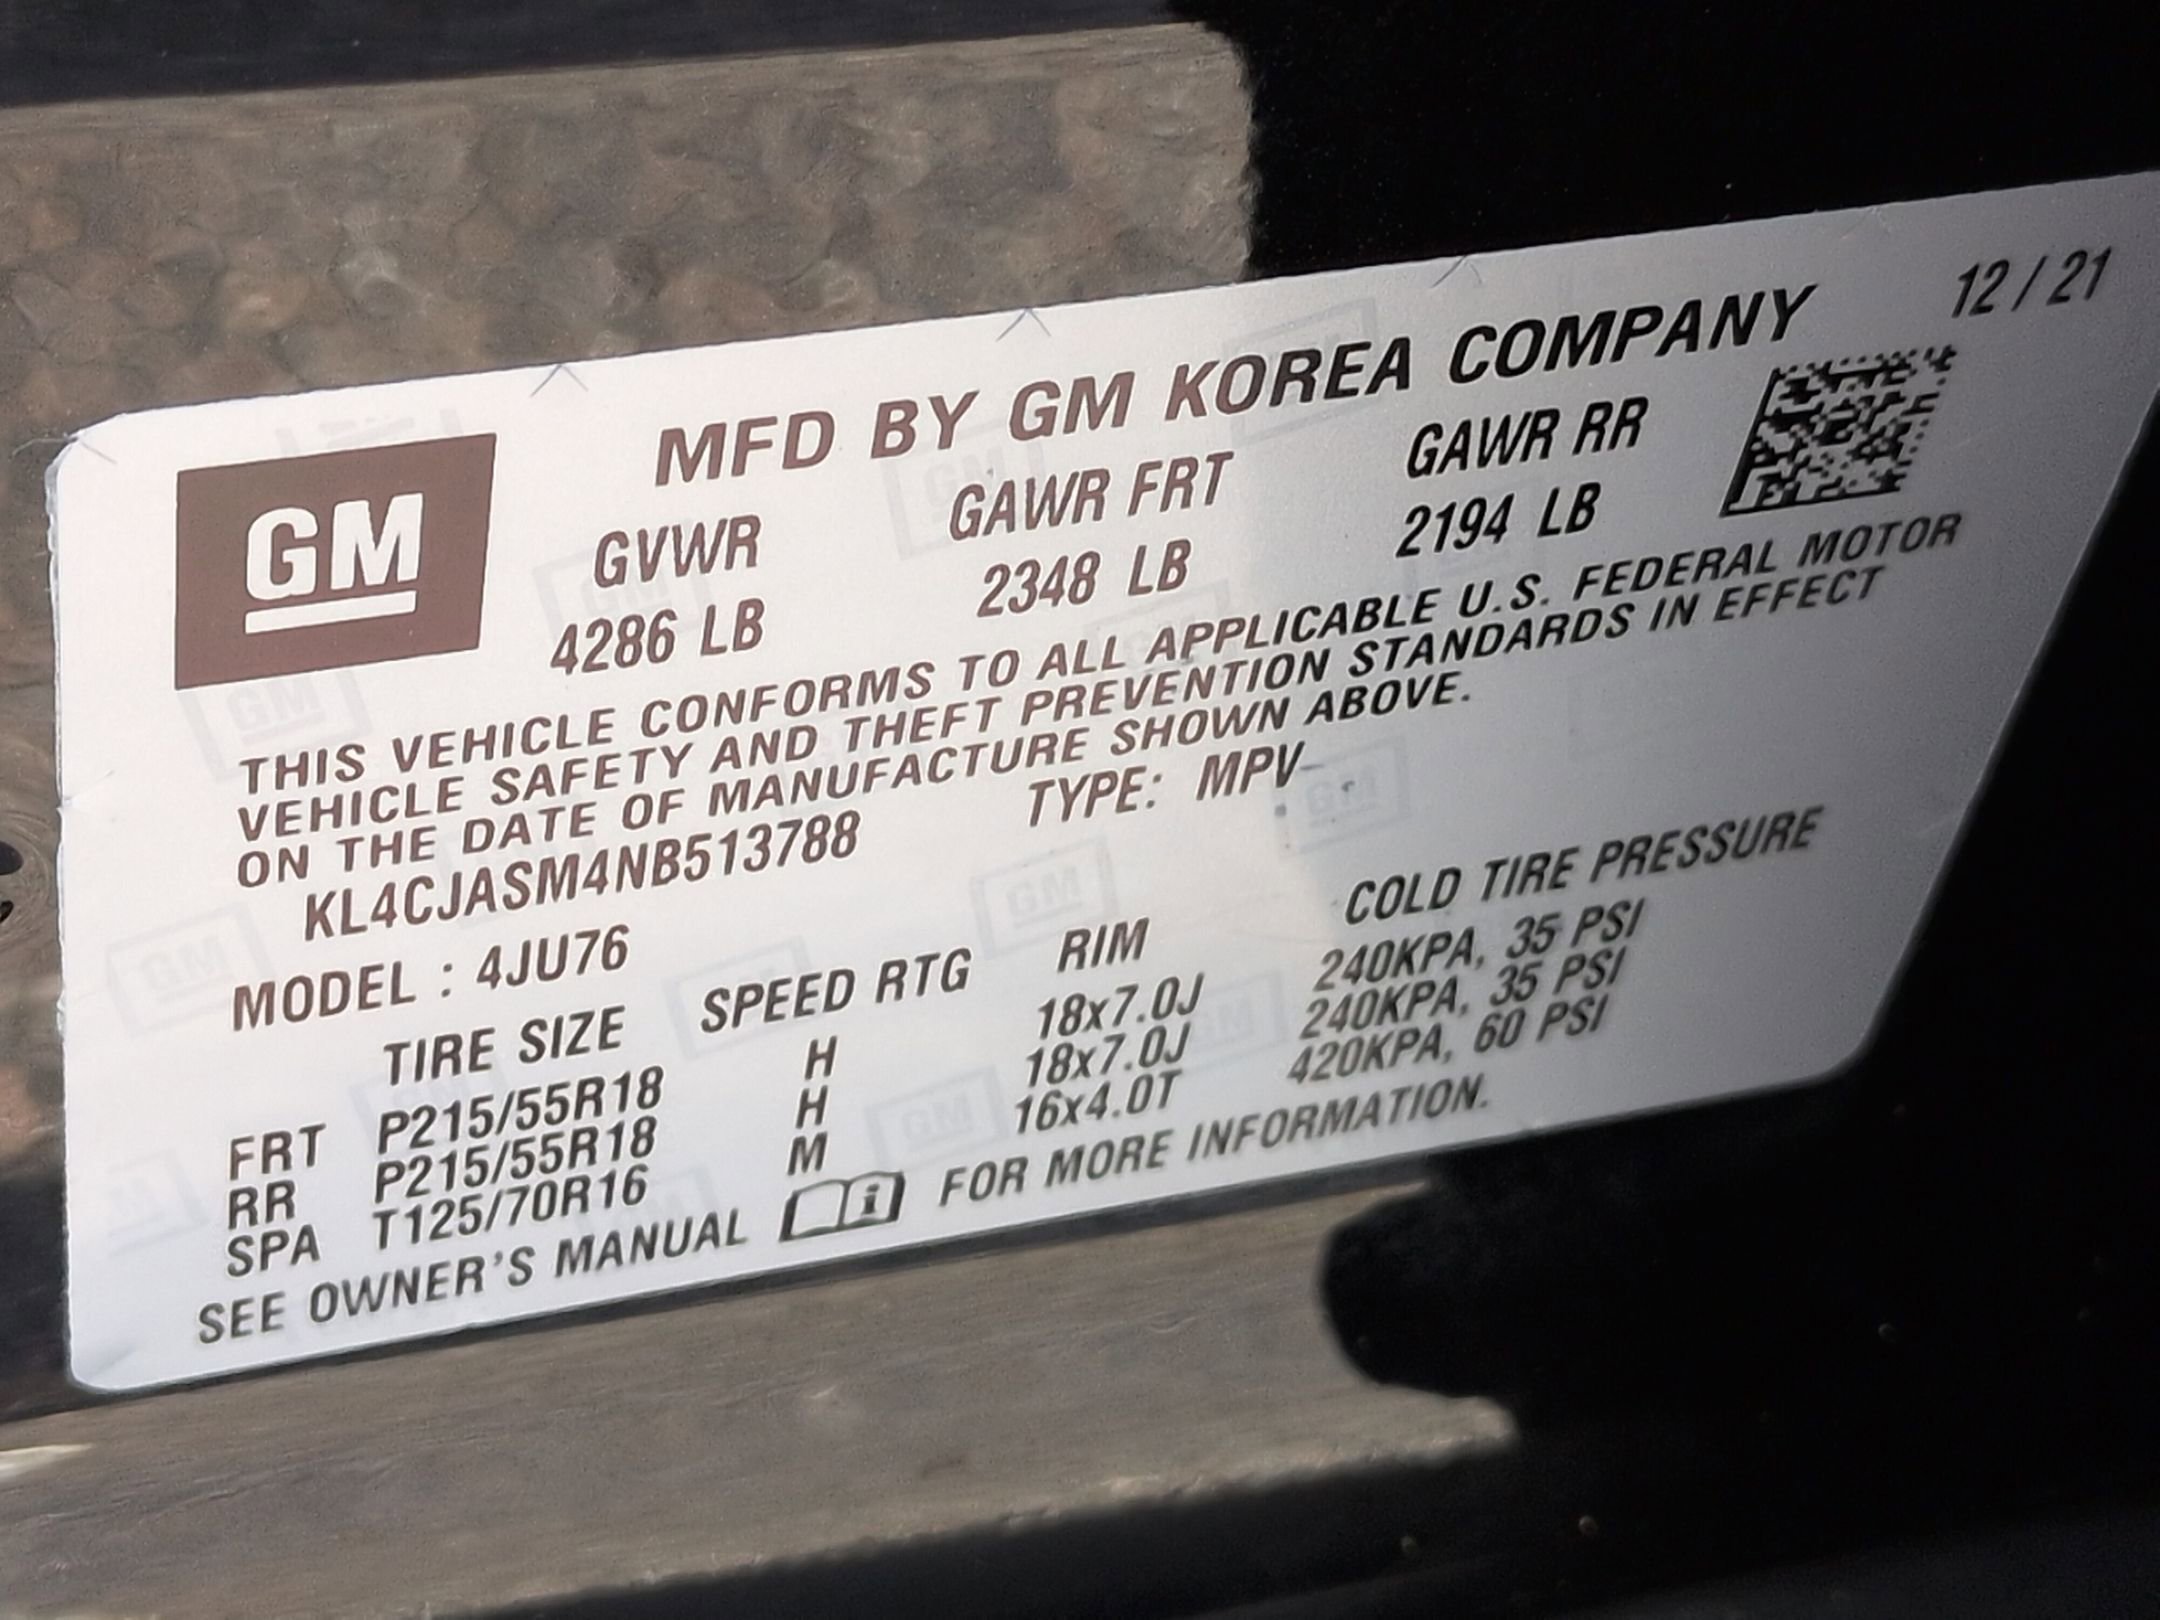 12 / 21
MFD BY GM KOREA COMPANY
GM
GVWR GAWR FRT GAWR RR
4286 LB 2348 LB 2194 LB
THIS VEHICLE CONFORMS TO ALL APPLICABLE U.S. FEDERAL MOTOR
VEHICLE SAFETY AND THEFT PREVENTION STANDARDS IN EFFECT
ON THE DATE OF MANUFACTURE SHOWN ABOVE.
KL4CJASM4NB513788 TYPE: MPV
MODEL : 4JU76
TIRE SIZE SPEED RTG RIM COLD TIRE PRESSURE
FRT P215/55R18 H 18x7.0J 240KPA, 35 PSI
RR P215/55R18 H 18x7.0J 240KPA, 35 PSI
SPA T125/70R16 M 16x4.0T 420KPA, 60 PSI
SEE OWNER'S MANUAL FOR MORE INFORMATION.